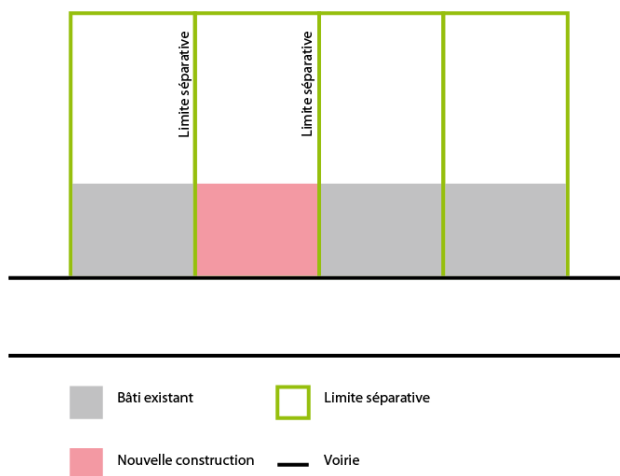 Limite séparative
Limite séparative
Bâti existant
Limite séparative
Nouvelle construction
Voirie